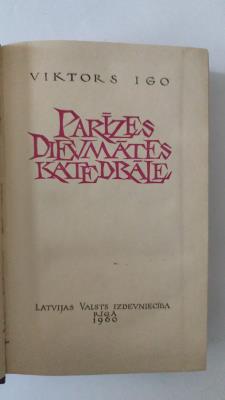 VIKTORS IGO
PARĪZES
DIEVMĀTES
KATEDRĀLE
LATVIJAS VALSTS IZDEVNIECĪBA
RĪGĀ
1960